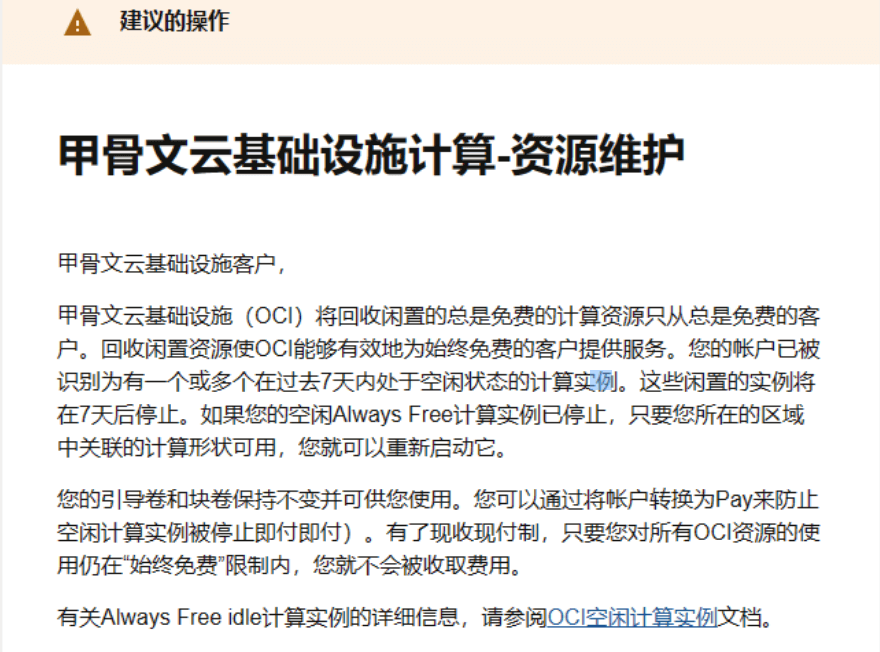 建议的操作
甲骨文云基础设施计算-资源维护
甲骨文云基础设施客户，
甲骨文云基础设施（OCI）将回收闲置的总是免费的计算资源只从总是免费的客
户。回收闲置资源使OCI能够有效地为始终免费的客户提供服务。您的帐户已被
识别为有一个或多个在过去7天内处于空闲状态的计算实例。这些闲置的实例将
在7天后停止。如果您的空闲Always Free计算实例已停止，只要您所在的区域
中关联的计算形状可用，您就可以重新启动它。
您的引导卷和块卷保持不变并可供您使用。您可以通过将帐户转换为Pay来防止
空闲计算实例被停止即付即付）。有了现收现付制，只要您对所有OCI资源的使
用仍在“始终免费”限制内，您就不会被收取费用。
有关Always Free idle计算实例的详细信息，请参阅OCI空闲计算实例文档。